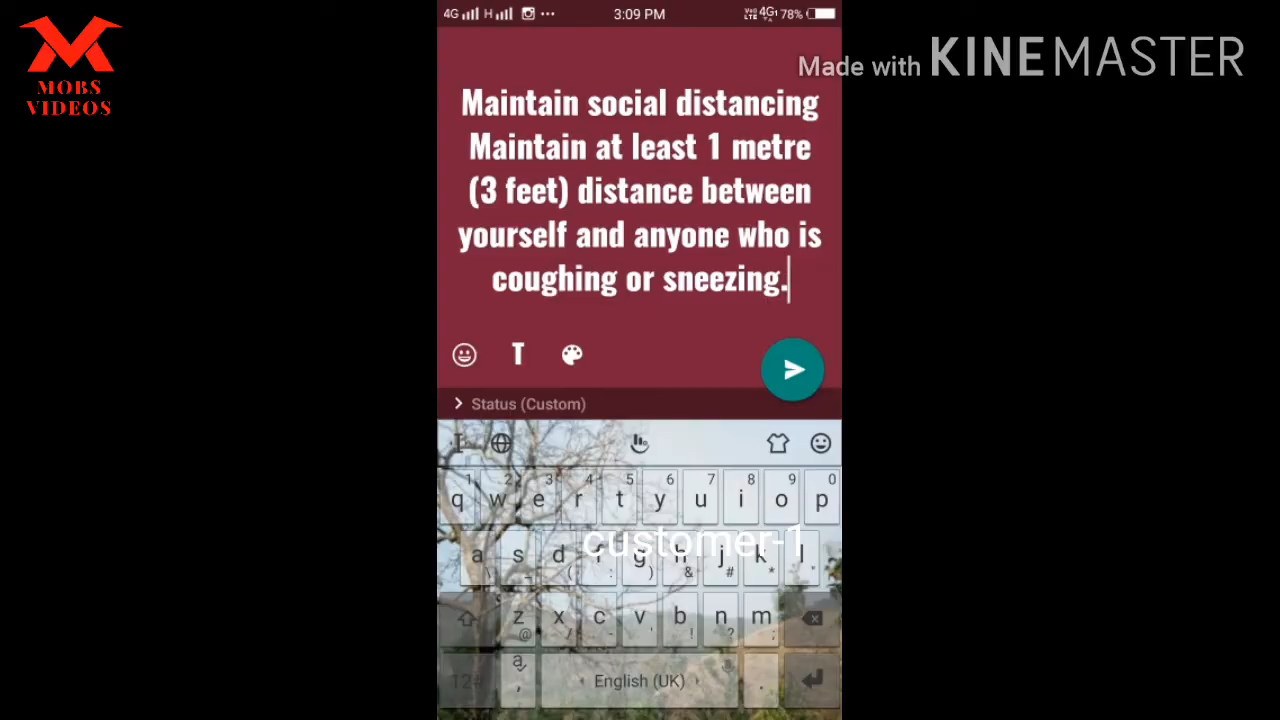 4G H 3:09 PM VoLTE 4G 78%
MOBS
VIDEOS
Made with KINEMASTER
Maintain social distancing
Maintain at least 1 metre
(3 feet) distance between
yourself and anyone who is
coughing or sneezing.
T
Status (Custom)
1 2 3 4 5 6 7 8 9 0
q w e r t y u i o p
customer-1
a s d f g h j k l
_ ( : ) & # * "
z x c v b n m
@ / - ' ! ? ;
12# a , English (UK) .